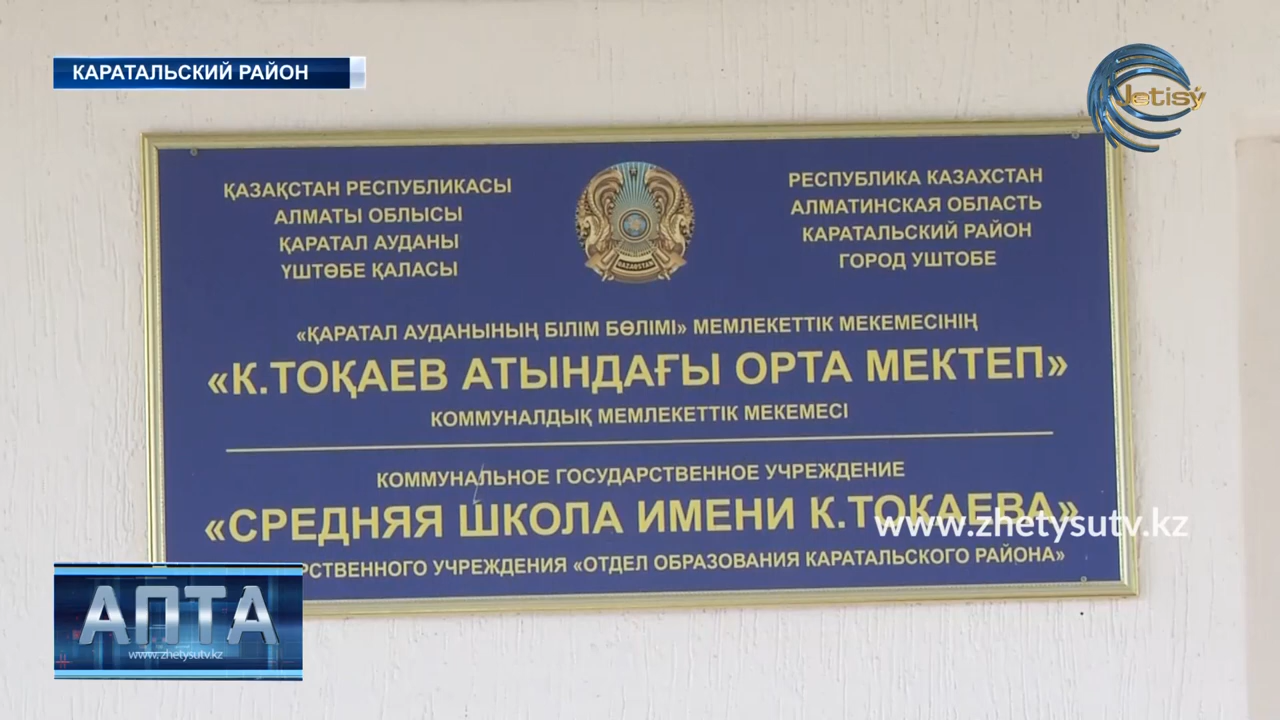 КАРАТАЛЬСКИЙ РАЙОН
Jetisý
ҚАЗАҚСТАН РЕСПУБЛИКАСЫ
АЛМАТЫ ОБЛЫСЫ
ҚАРАТАЛ АУДАНЫ
ҮШТӨБЕ ҚАЛАСЫ
QAZAQSTAN
РЕСПУБЛИКА КАЗАХСТАН
АЛМАТИНСКАЯ ОБЛАСТЬ
КАРАТАЛЬСКИЙ РАЙОН
ГОРОД УШТОБЕ
«ҚАРАТАЛ АУДАНЫНЫҢ БІЛІМ БӨЛІМІ» МЕМЛЕКЕТТІК МЕКЕМЕСІНІҢ
«К.ТОҚАЕВ АТЫНДАҒЫ ОРТА МЕКТЕП»
КОММУНАЛДЫҚ МЕМЛЕКЕТТІК МЕКЕМЕСІ
КОММУНАЛЬНОЕ ГОСУДАРСТВЕННОЕ УЧРЕЖДЕНИЕ
«СРЕДНЯЯ ШКОЛА ИМЕНИ К.ТОКАЕВА»
www.zhetysutv.kz
РСТВЕННОГО УЧРЕЖДЕНИЯ «ОТДЕЛ ОБРАЗОВАНИЯ КАРАТАЛЬСКОГО РАЙОНА»
АПТА
www.zhetysutv.kz